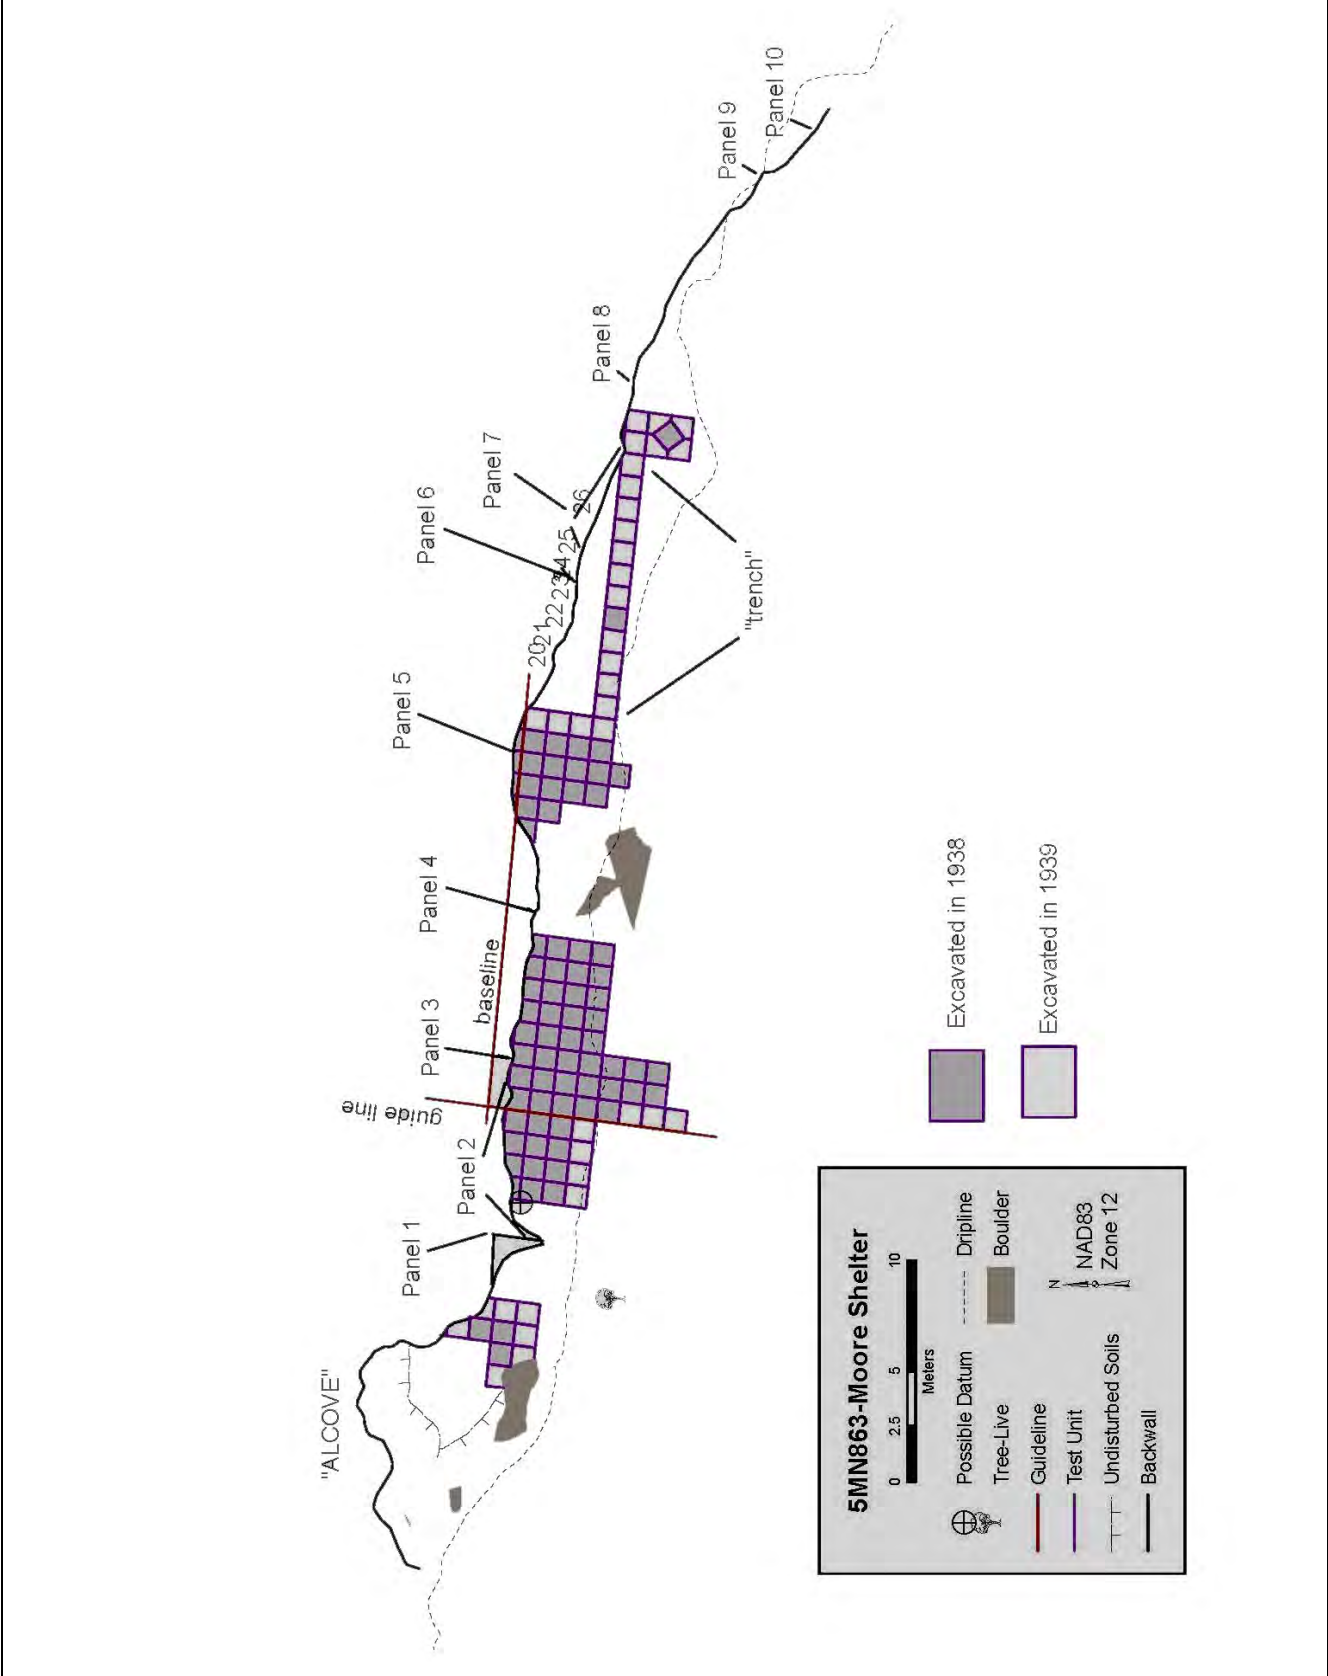 "ALCOVE"
Panel 1
Panel 2
guide line
Panel 3
baseline
Panel 4
Panel 5
20
21
22
23
24
25
26
Panel 6
Panel 7
Panel 8
Panel 9
Panel 10
"trench"
Excavated in 1938
Excavated in 1939
5MN863-Moore Shelter
0 2.5 5 10
Meters
Possible Datum
Dripline
Tree-Live
Boulder
Guideline
Test Unit
Undisturbed Soils
Backwall
N
NAD83
Zone 12